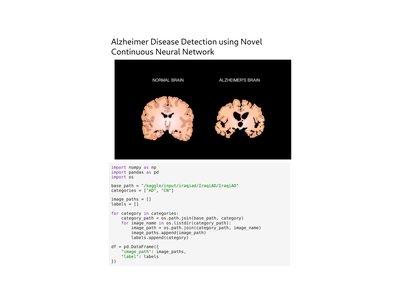 Alzheimer Disease Detection using Novel
Continuous Neural Network
NORMAL BRAIN
ALZHEIMER'S BRAIN
import numpy as np
import pandas as pd
import os
base_path = "/kaggle/input/iraqiad/IraqiAD/IraqiAD"
categories = ["AD", "CN"]
image_paths = []
labels = []
for category in categories:
    category_path = os.path.join(base_path, category)
    for image_name in os.listdir(category_path):
        image_path = os.path.join(category_path, image_name)
        image_paths.append(image_path)
        labels.append(category)
df = pd.DataFrame({
    "image_path": image_paths,
    "label": labels
})